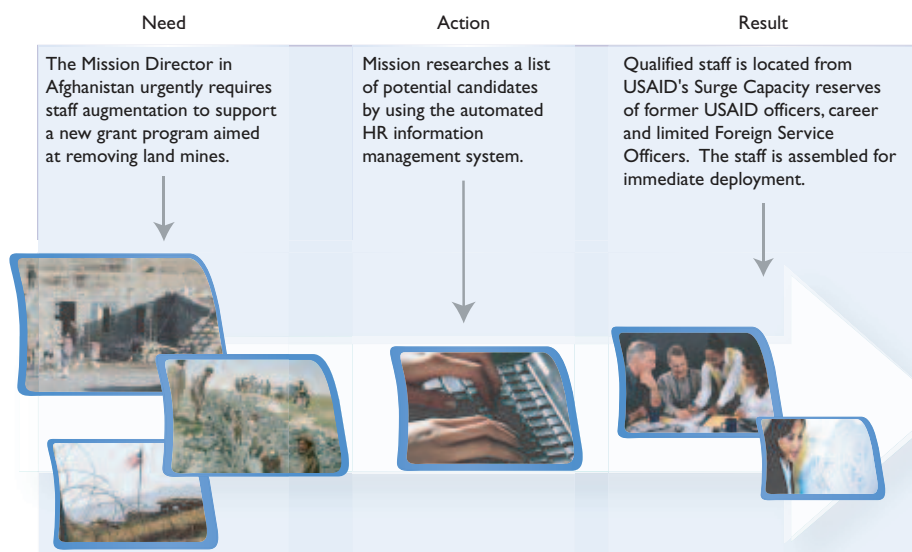 Need
Action
Result
The Mission Director in
Afghanistan urgently requires
staff augmentation to support
a new grant program aimed
at removing land mines.
Mission researches a list
of potential candidates
by using the automated
HR information
management system.
Qualified staff is located from
USAID's Surge Capacity reserves
of former USAID officers, career
and limited Foreign Service
Officers. The staff is assembled for
immediate deployment.